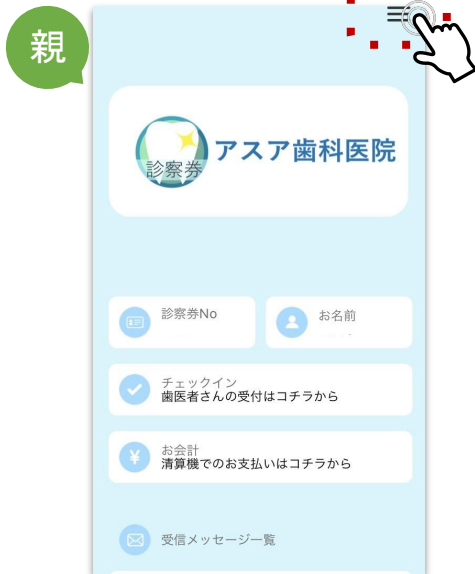 親
診察券
アスア歯科医院
診察券No
お名前
チェックイン
歯医者さんの受付はコチラから
お会計
清算機でのお支払いはコチラから
受信メッセージ一覧